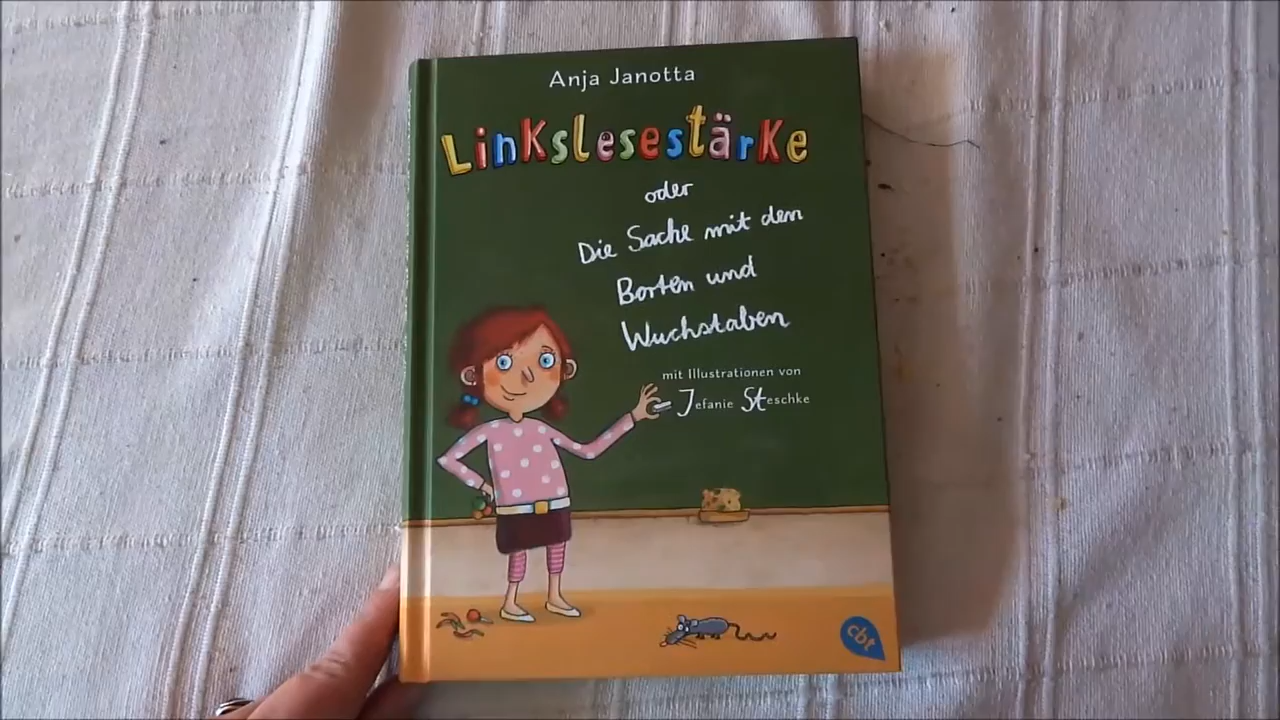 Anja Janotta
Linkslesestärke
oder
Die Sache mit den
Borten und
Wuchstaben
mit Illustrationen von
Jefanie Steschke
cbt